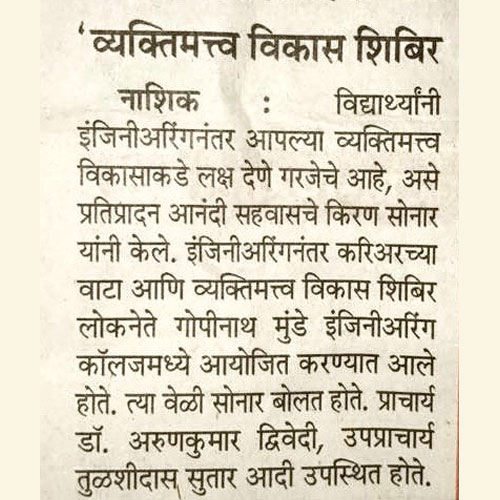 ‘व्यक्तिमत्त्व विकास शिबिर
नाशिक : विद्यार्थ्यांनी
इंजिनीअरिंगनंतर आपल्या व्यक्तिमत्त्व
विकासाकडे लक्ष देणे गरजेचे आहे, असे
प्रतिप्रादन आनंदी सहवासचे किरण सोनार
यांनी केले. इंजिनीअरिंगनंतर करिअरच्या
वाटा आणि व्यक्तिमत्त्व विकास शिबिर
लोकनेते गोपीनाथ मुंडे इंजिनीअरिंग
कॉलजमध्ये आयोजित करण्यात आले
होते. त्या वेळी सोनार बोलत होते. प्राचार्य
डॉ. अरुणकुमार द्विवेदी, उपप्राचार्य
तुळशीदास सुतार आदी उपस्थित होते.